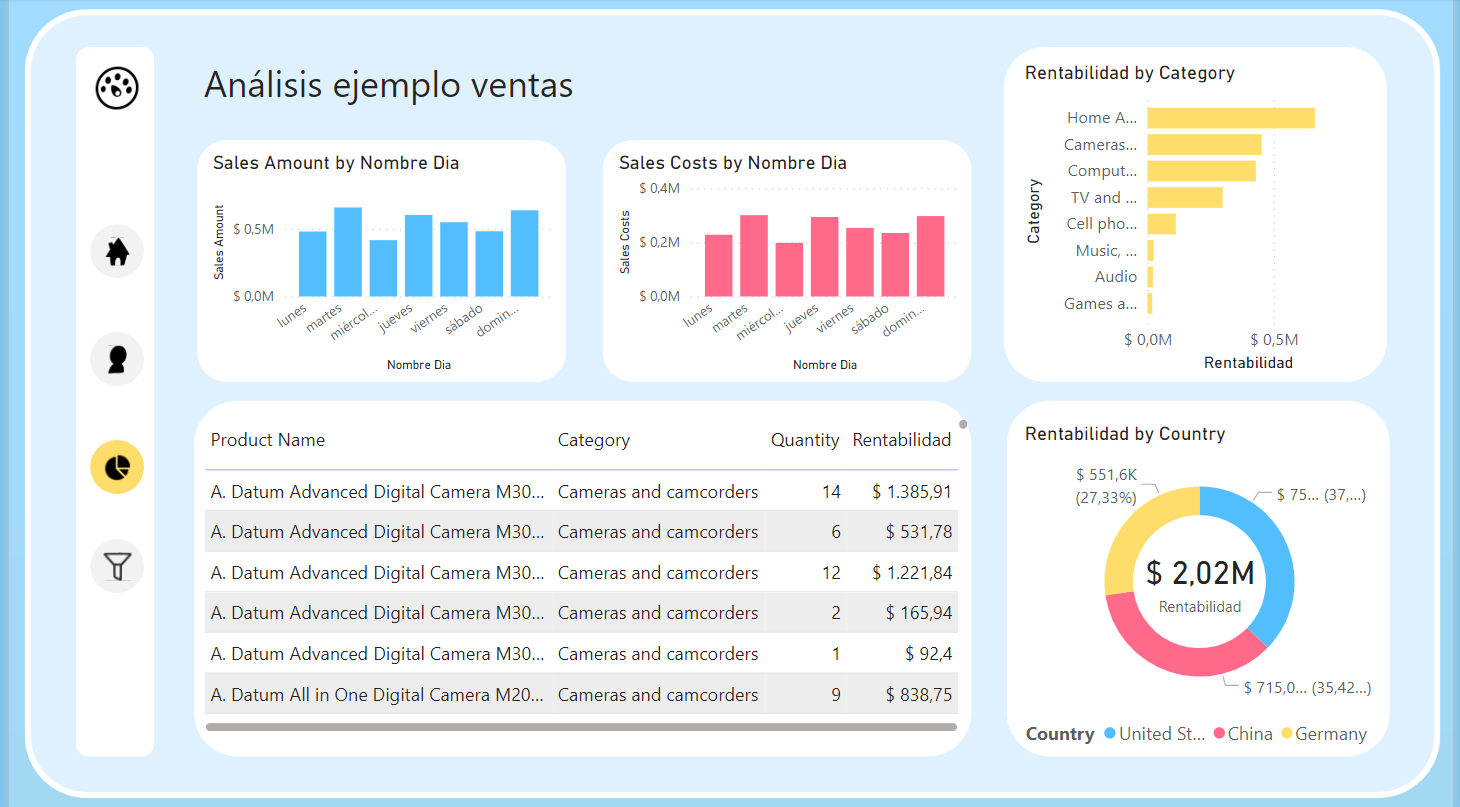 Análisis ejemplo ventas
Sales Amount by Nombre Dia
Sales Amount
$ 0,5M
$ 0,0M
lunes
martes
miércol...
jueves
viernes
sábado
domin...
Nombre Dia
Sales Costs by Nombre Dia
Sales Costs
$ 0,4M
$ 0,2M
$ 0,0M
lunes
martes
miércol...
jueves
viernes
sábado
domin...
Nombre Dia
Rentabilidad by Category
Category
Home A...
Cameras...
Comput...
TV and ...
Cell pho...
Music, ...
Audio
Games a...
$ 0,0M $ 0,5M
Rentabilidad
Product Name Category Quantity Rentabilidad
A. Datum Advanced Digital Camera M30... Cameras and camcorders 14 $ 1.385,91
A. Datum Advanced Digital Camera M30... Cameras and camcorders 6 $ 531,78
A. Datum Advanced Digital Camera M30... Cameras and camcorders 12 $ 1.221,84
A. Datum Advanced Digital Camera M30... Cameras and camcorders 2 $ 165,94
A. Datum Advanced Digital Camera M30... Cameras and camcorders 1 $ 92,4
A. Datum All in One Digital Camera M20... Cameras and camcorders 9 $ 838,75
Rentabilidad by Country
$ 551,6K
(27,33%)
$ 75... (37,...)
$ 2,02M
Rentabilidad
$ 715,0... (35,42...)
Country United St... China Germany